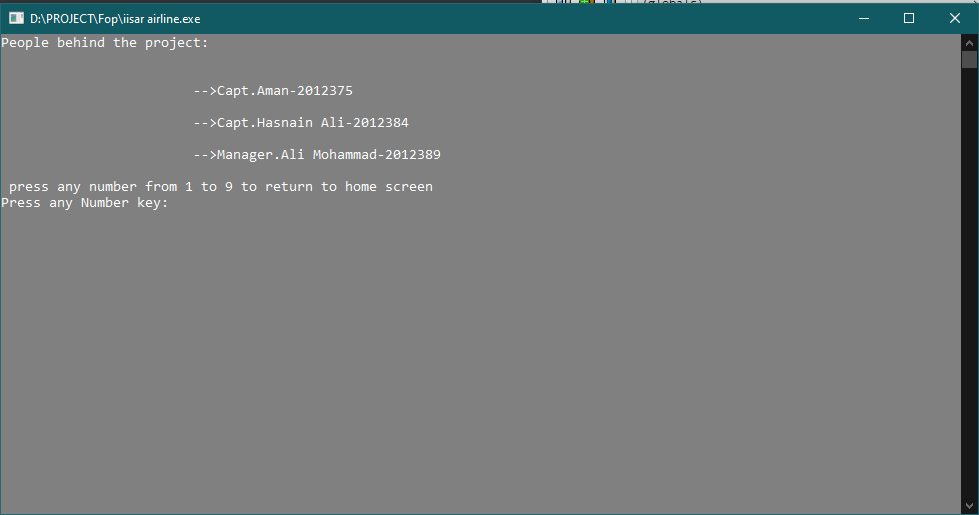 (globals)
D:\PROJECT\Fop\iisar airline.exe
People behind the project:
-->Capt.Aman-2012375
-->Capt.Hasnain Ali-2012384
-->Manager.Ali Mohammad-2012389
press any number from 1 to 9 to return to home screen
Press any Number key: